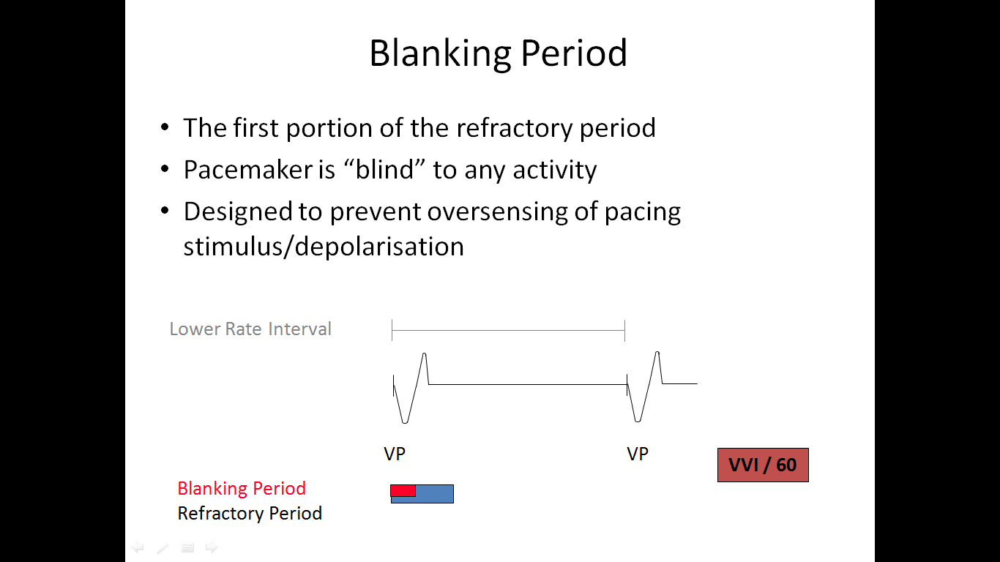 Blanking Period
• The first portion of the refractory period
• Pacemaker is “blind” to any activity
• Designed to prevent oversensing of pacing
stimulus/depolarisation
Lower Rate Interval
VP VP
VVI / 60
Blanking Period
Refractory Period